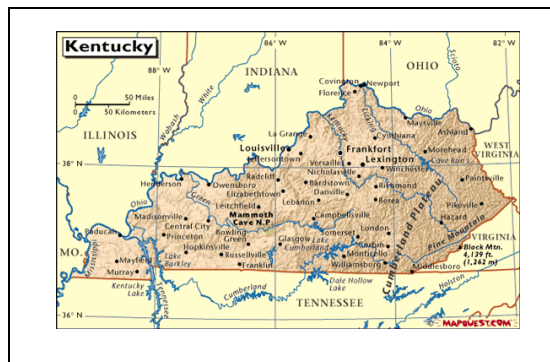 Kentucky
86 W
84 W
82 W
88 W
OHIO
INDIANA
Scioto
Covington
Newport
Florence
50 Miles
50 Kilometers
Wabash
White
Ohio
Maysville
Ashland
Kentucky
Licking
Cynthiana
La Grange
ILLINOIS
Louisville
Frankfort
Morehead
WEST
VIRGINIA
Jeffersontown
Versailles
Lexington
Cave Run L.
38 N
38 N
Nicholasville
Winchester
Paintsville
Henderson
Owensboro
Radcliff
Bardstown
Richmond
Elizabethtown
Danville
Berea
Pikeville
Ohio
Green
Leitchfield
Lebanon
Hazard
Madisonville
Mammoth
Cave N.P.
Campbellsville
Cumberland Plateau
Pine Mountain
Central City
London
VIRGINIA
Paducah
Princeton
Bowling
Green
Glasgow
Lake
Cumberland
Somerset
Corbin
Black Mtn.
4,139 ft.
(1,262 m)
MO.
Mississippi
Hopkinsville
Russellville
Monticello
Mayfield
Lake
Barkley
Franklin
Williamsburg
Middlesboro
Murray
Kentucky
Lake
Tennessee
Cumberland
Dale Hollow
Lake
Holston
TENNESSEE
36 N
36 N
MAPQUEST.COM